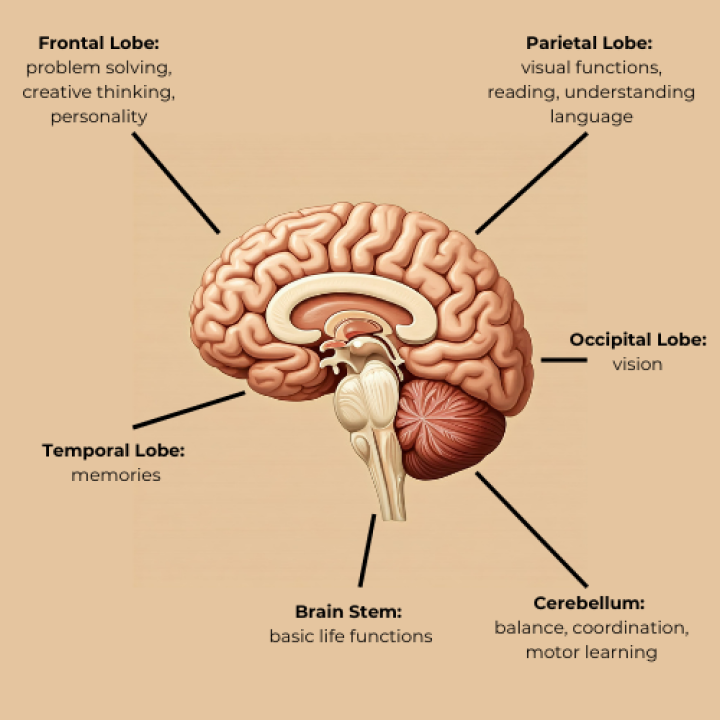 Frontal Lobe:
problem solving,
creative thinking,
personality
Parietal Lobe:
visual functions,
reading, understanding
language
Occipital Lobe:
vision
Temporal Lobe:
memories
Brain Stem:
basic life functions
Cerebellum:
balance, coordination,
motor learning